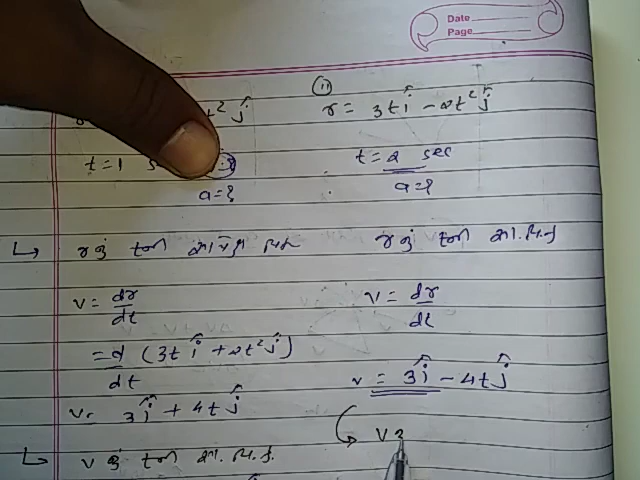 Date
Page
t² ĵ
t = 1
a = ?
↳ r નું t ની સાપેક્ષે
v = dr/dt
= d/dt (3t î + 2t² ĵ)
v = 3î + 4t ĵ
↳ v નું t ની સા.વિ.
(ii)
r = 3t î - 2t² ĵ
t = 2 sec
a = ?
r નું t ની સા.વિ.
v = dr/dt
v = 3î - 4t ĵ
v